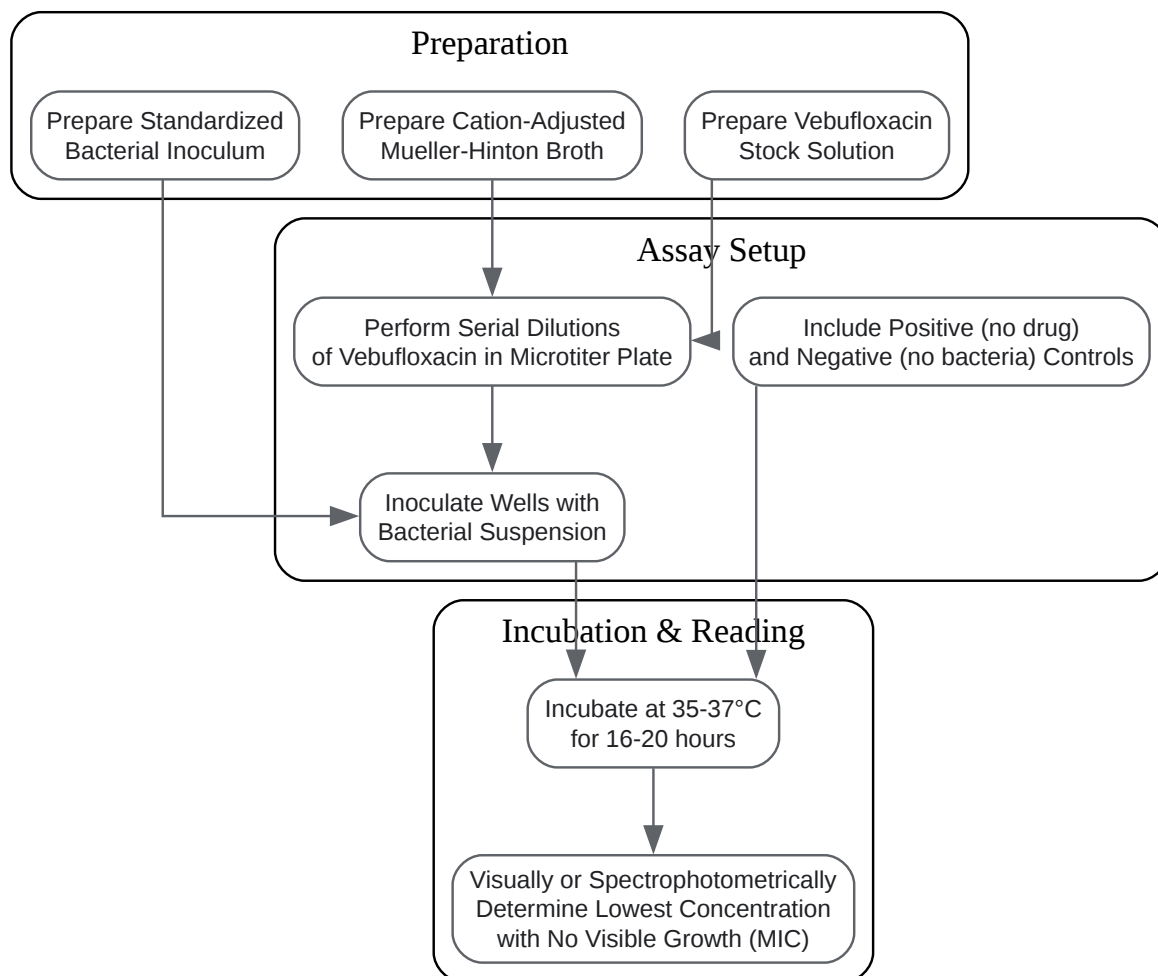 Preparation
Prepare Standardized
Bacterial Inoculum
Prepare Cation-Adjusted
Mueller-Hinton Broth
Prepare Vebufloxacin
Stock Solution
Assay Setup
Perform Serial Dilutions
of Vebufloxacin in Microtiter Plate
Include Positive (no drug)
and Negative (no bacteria) Controls
Inoculate Wells with
Bacterial Suspension
Incubation & Reading
Incubate at 35-37°C
for 16-20 hours
Visually or Spectrophotometrically
Determine Lowest Concentration
with No Visible Growth (MIC)